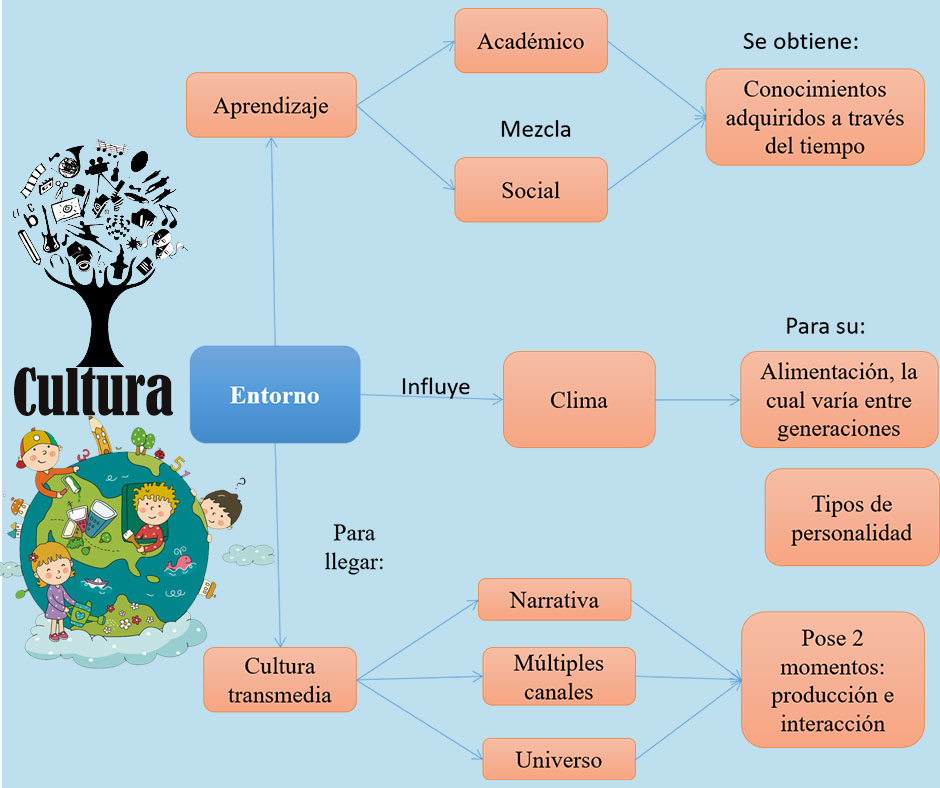 Académico
Se obtiene:
Aprendizaje
Conocimientos
adquiridos a través
del tiempo
Mezcla
Social
Cultura
Entorno
Influye
Clima
Para su:
Alimentación, la
cual varía entre
generaciones
Tipos de
personalidad
Para
llegar:
Cultura
transmedia
Narrativa
Múltiples
canales
Universo
Pose 2
momentos:
producción e
interacción